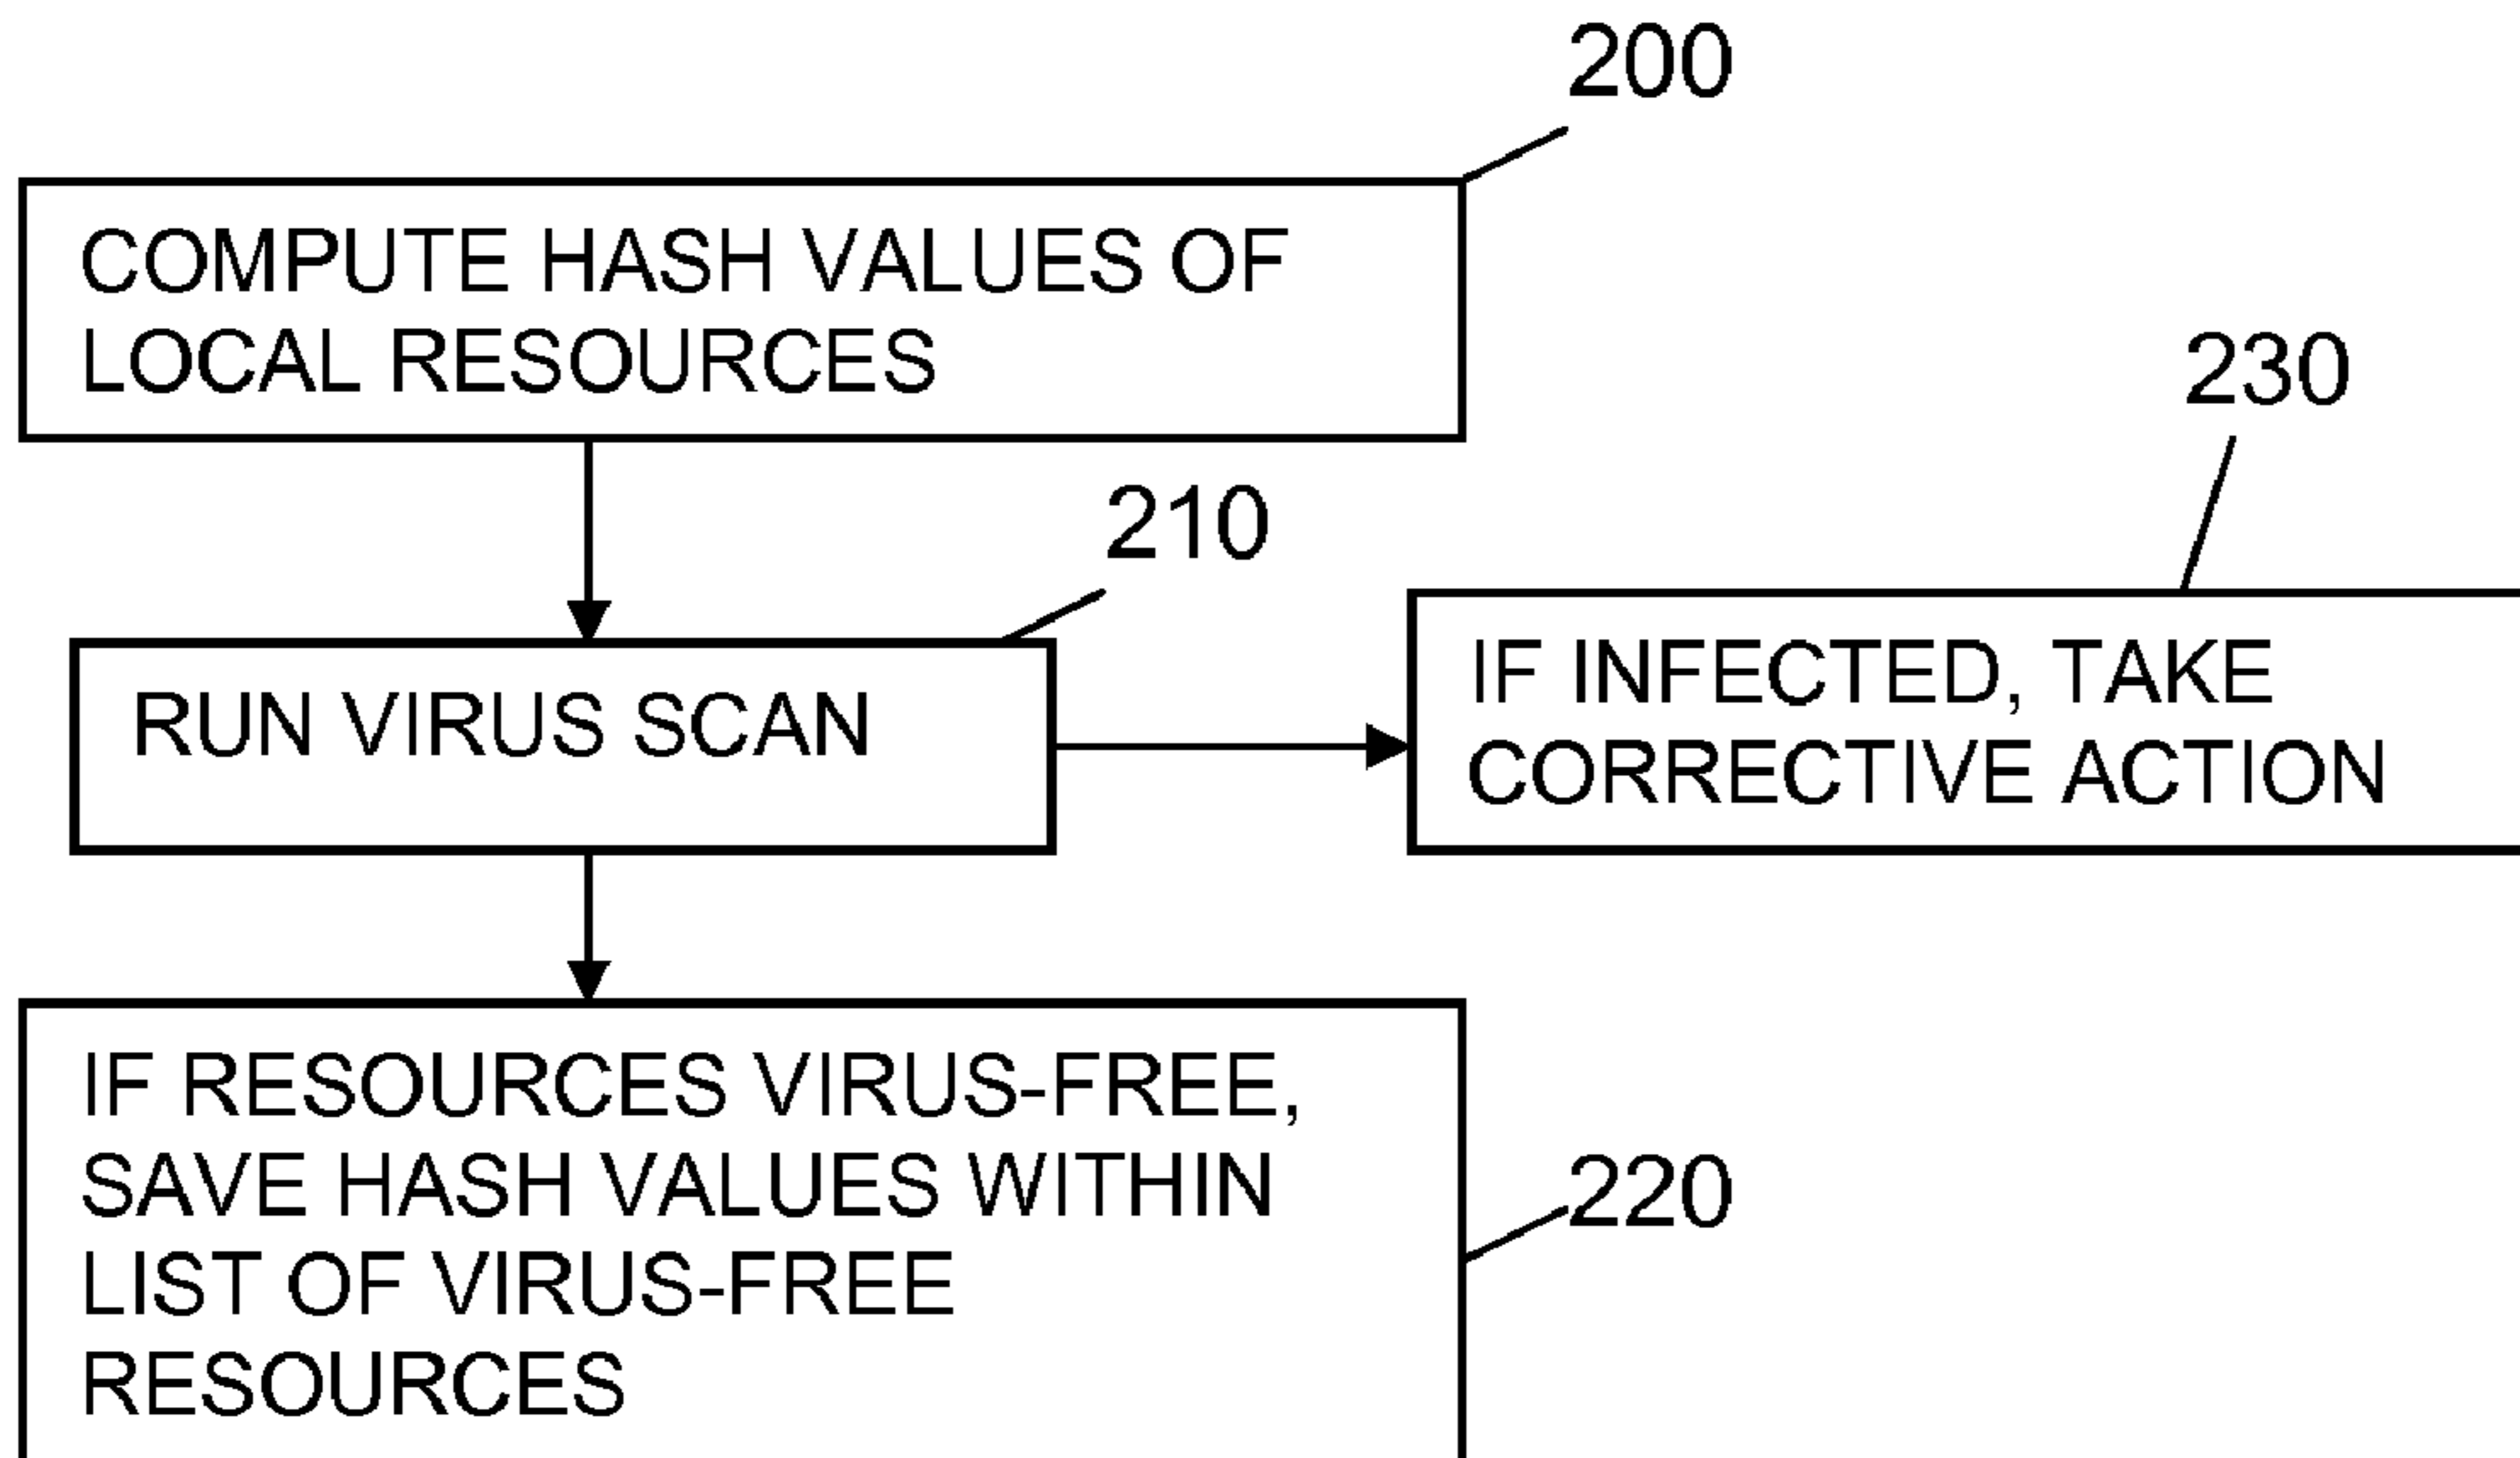 200
COMPUTE HASH VALUES OF
LOCAL RESOURCES
230
210
IF INFECTED, TAKE
CORRECTIVE ACTION
RUN VIRUS SCAN
IF RESOURCES VIRUS-FREE,
SAVE HASH VALUES WITHIN
LIST OF VIRUS-FREE
RESOURCES
220